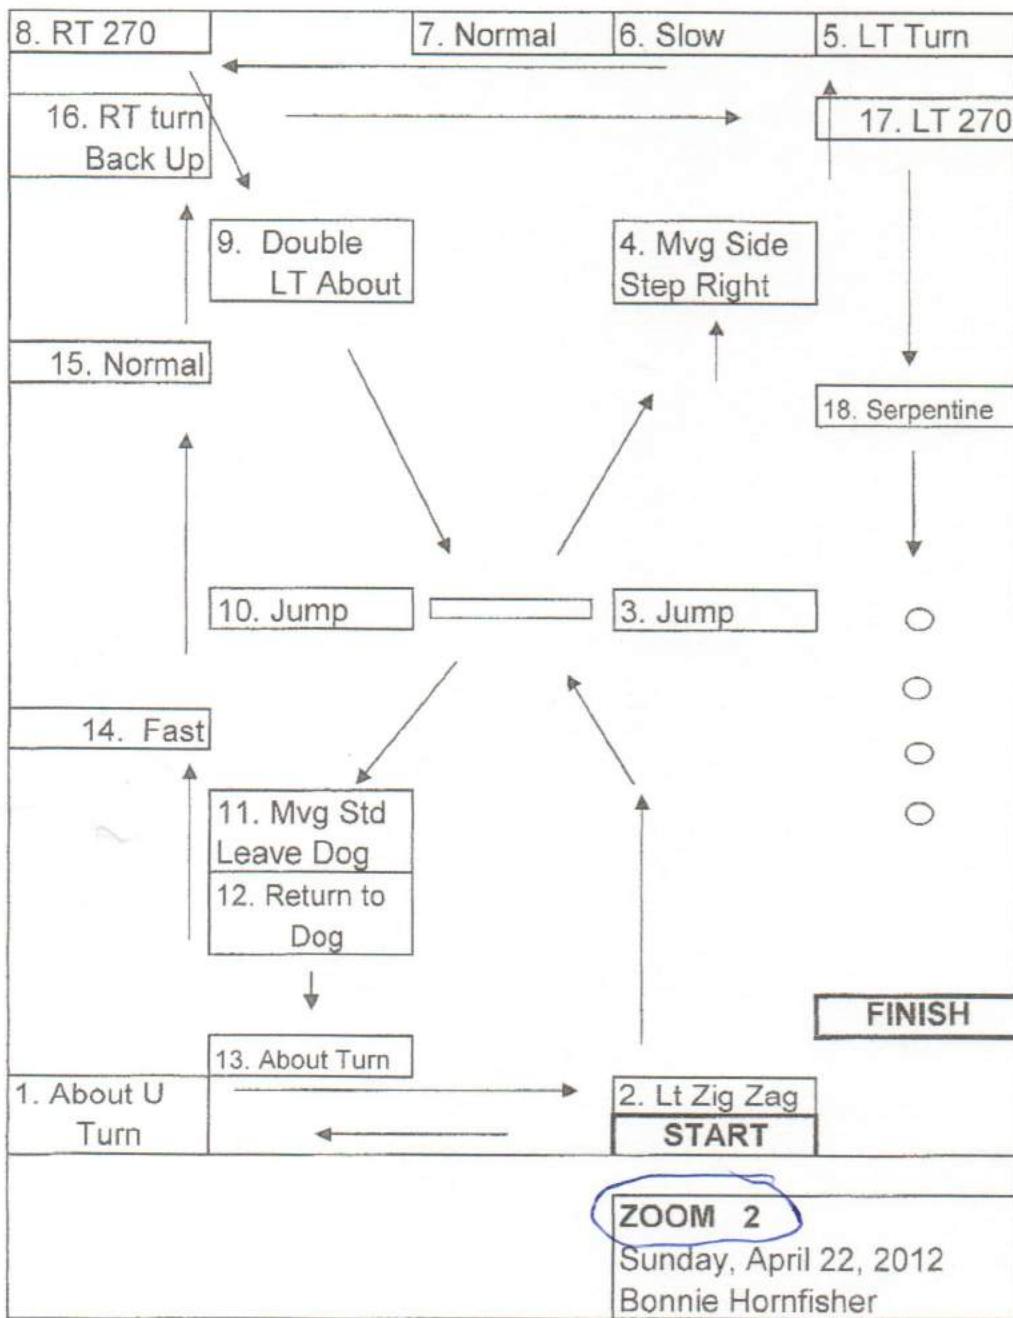 8. RT 270
7. Normal
6. Slow
5. LT Turn
16. RT turn
Back Up
17. LT 270
9. Double
LT About
4. Mvg Side
Step Right
15. Normal
18. Serpentine
10. Jump
3. Jump
14. Fast
11. Mvg Std
Leave Dog
12. Return to
Dog
FINISH
13. About Turn
1. About U
Turn
2. Lt Zig Zag
START
ZOOM 2
Sunday, April 22, 2012
Bonnie Hornfisher